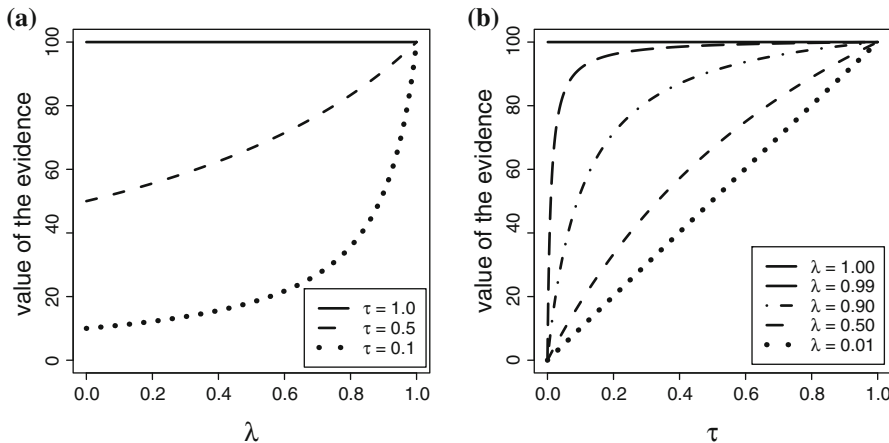 (a)
value of the evidence
0 20 40 60 80 100
0.0 0.2 0.4 0.6 0.8 1.0
λ
τ = 1.0
τ = 0.5
τ = 0.1
(b)
value of the evidence
0 20 40 60 80 100
0.0 0.2 0.4 0.6 0.8 1.0
τ
λ = 1.00
λ = 0.99
λ = 0.90
λ = 0.50
λ = 0.01